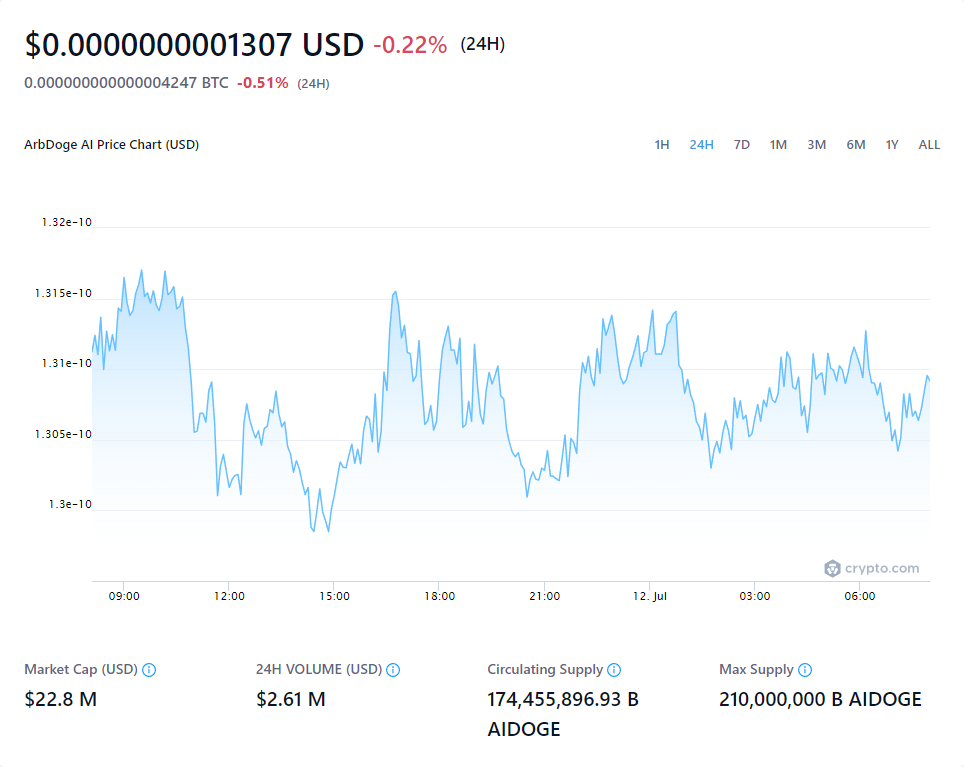 $0.0000000001307 USD -0.22% (24H)
0.000000000000004247 BTC -0.51% (24H)
ArbDoge AI Price Chart (USD)
1H 24H 7D 1M 3M 6M 1Y ALL
1.32e-10
1.315e-10
1.31e-10
1.305e-10
1.3e-10
crypto.com
09:00 12:00 15:00 18:00 21:00 12. Jul 03:00 06:00
Market Cap (USD) 24H VOLUME (USD) Circulating Supply Max Supply
$22.8 M $2.61 M 174,455,896.93 B 210,000,000 B AIDOGE
AIDOGE